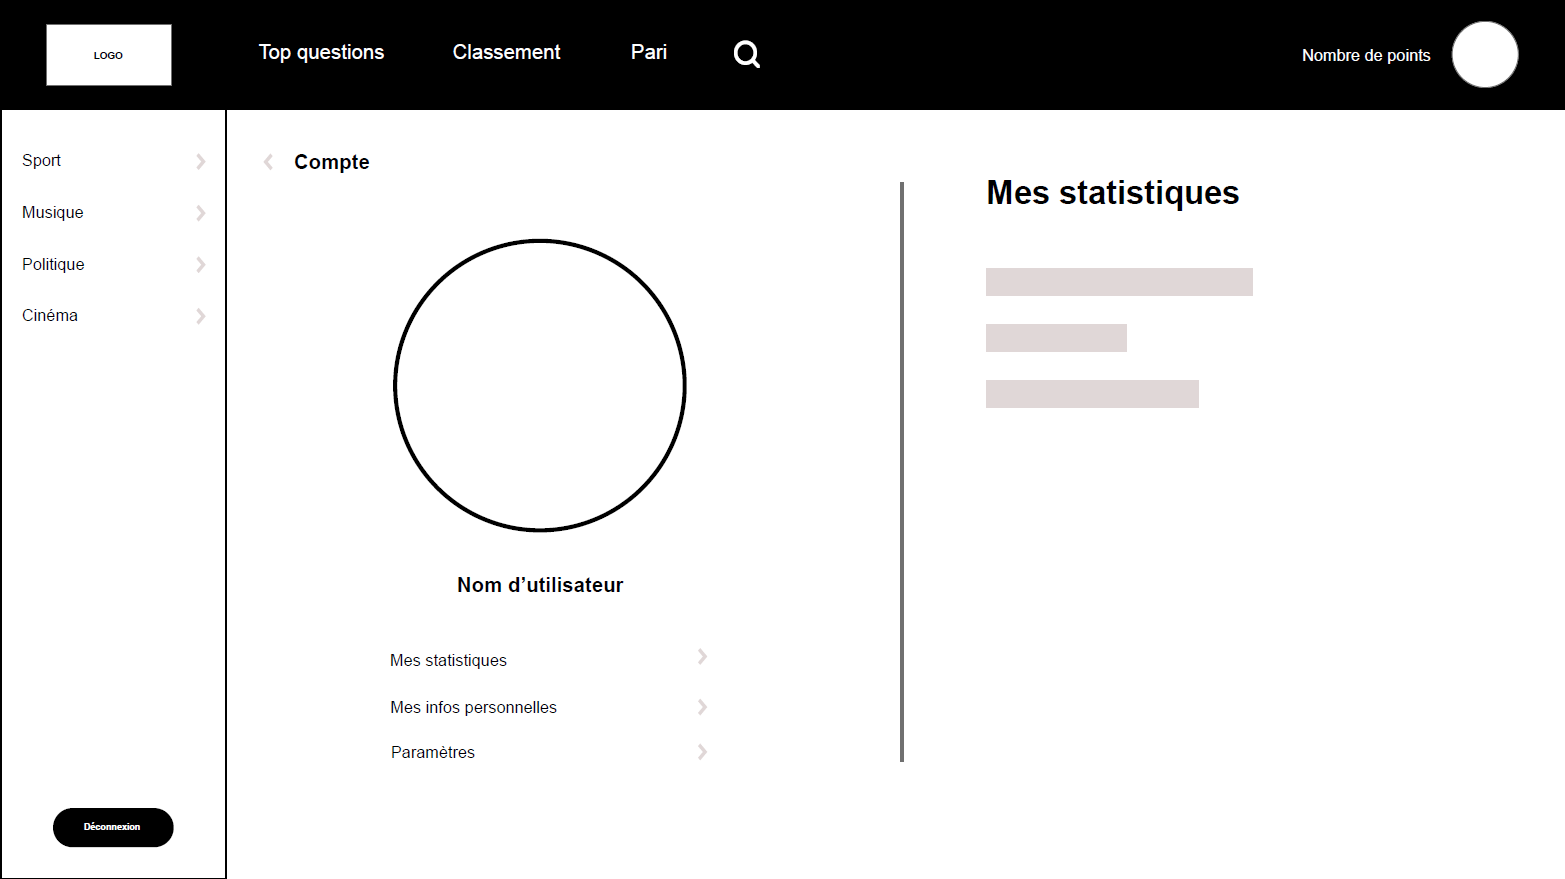 LOGO
Top questions
Classement
Pari
Nombre de points
Sport
Musique
Politique
Cinéma
Déconnexion
Compte
Nom d’utilisateur
Mes statistiques
Mes infos personnelles
Paramètres
Mes statistiques